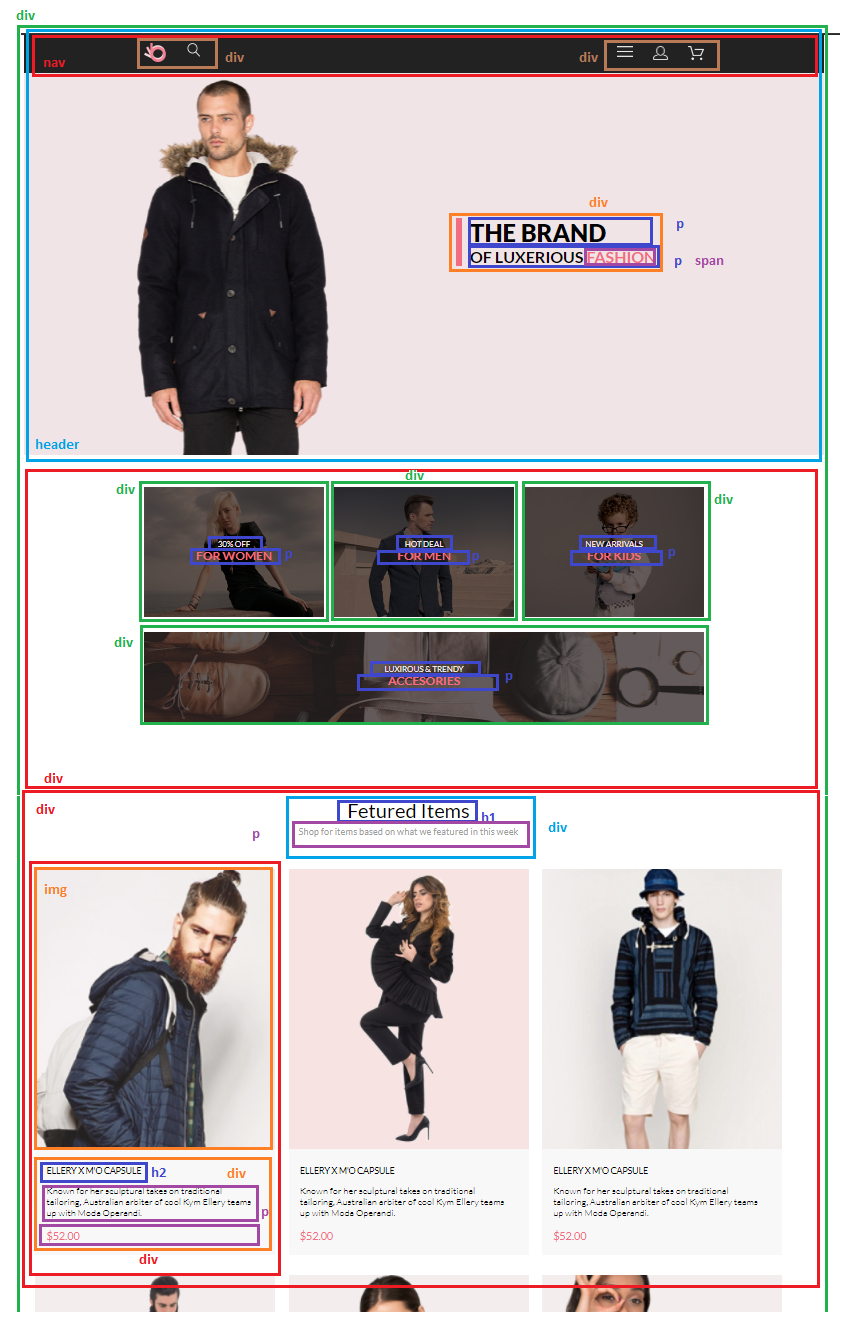 div
nav
div
div
div
THE BRAND
p
OF LUXERIOUS FASHION
p
span
header
div
div
div
30% OFF
FOR WOMEN
p
HOT DEAL
FOR MEN
p
NEW ARRIVALS
FOR KIDS
p
div
LUXIROUS & TRENDY
ACCESORIES
p
div
div
Fetured Items
h1
p
Shop for items based on what we featured in this week
div
img
ELLERY X M'O CAPSULE
h2
div
Known for her sculptural takes on traditional
tailoring, Australian arbiter of cool Kym Ellery teams
up with Moda Operandi.
p
$52.00
div
ELLERY X M'O CAPSULE
Known for her sculptural takes on traditional
tailoring, Australian arbiter of cool Kym Ellery teams
up with Moda Operandi.
$52.00
ELLERY X M'O CAPSULE
Known for her sculptural takes on traditional
tailoring, Australian arbiter of cool Kym Ellery teams
up with Moda Operandi.
$52.00